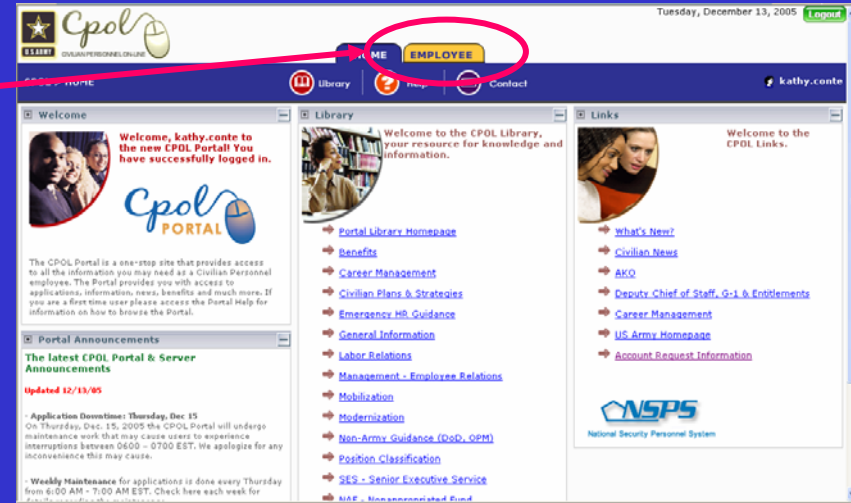 Tuesday, December 13, 2005 Logout
U.S.ARMY
Cpol
CIVILIAN PERSONNEL ON-LINE
HOME EMPLOYEE
HOME
Library Help Contact
kathy.conte
Welcome
Welcome, kathy.conte to
the new CPOL Portal! You
have successfully logged in.
Cpol
PORTAL
The CPOL Portal is a one-stop site that provides access
to all the information you may need as a Civilian Personnel
employee. The Portal provides you with access to
applications, information, news, benefits and much more. If
you are a first time user please access the Portal Help for
information on how to browse the Portal.
Portal Announcements
The latest CPOL Portal & Server
Announcements
Updated 12/13/05
· Application Downtime: Thursday, Dec 15
On Thursday, Dec. 15, 2005 the CPOL Portal will undergo
maintenance work that may cause users to experience
interruptions between 0600 - 0700 EST. We apologize for any
inconvenience this may cause.
· Weekly Maintenance for applications is done every Thursday
from 6:00 AM - 7:00 AM EST. Check here each week for
details regarding the maintenance.
Library
Welcome to the CPOL Library,
your resource for knowledge and
information.
Portal Library Homepage
Benefits
Career Management
Civilian Plans & Strategies
Emergency HR Guidance
General Information
Labor Relations
Management - Employee Relations
Mobilization
Modernization
Non-Army Guidance (DoD, OPM)
Position Classification
SES - Senior Executive Service
NAF - Nonappropriated Fund
Links
Welcome to the
CPOL Links.
What's New?
Civilian News
AKO
Deputy Chief of Staff, G-1 & Entitlements
Career Management
US Army Homepage
Account Request Information
NSPS
National Security Personnel System